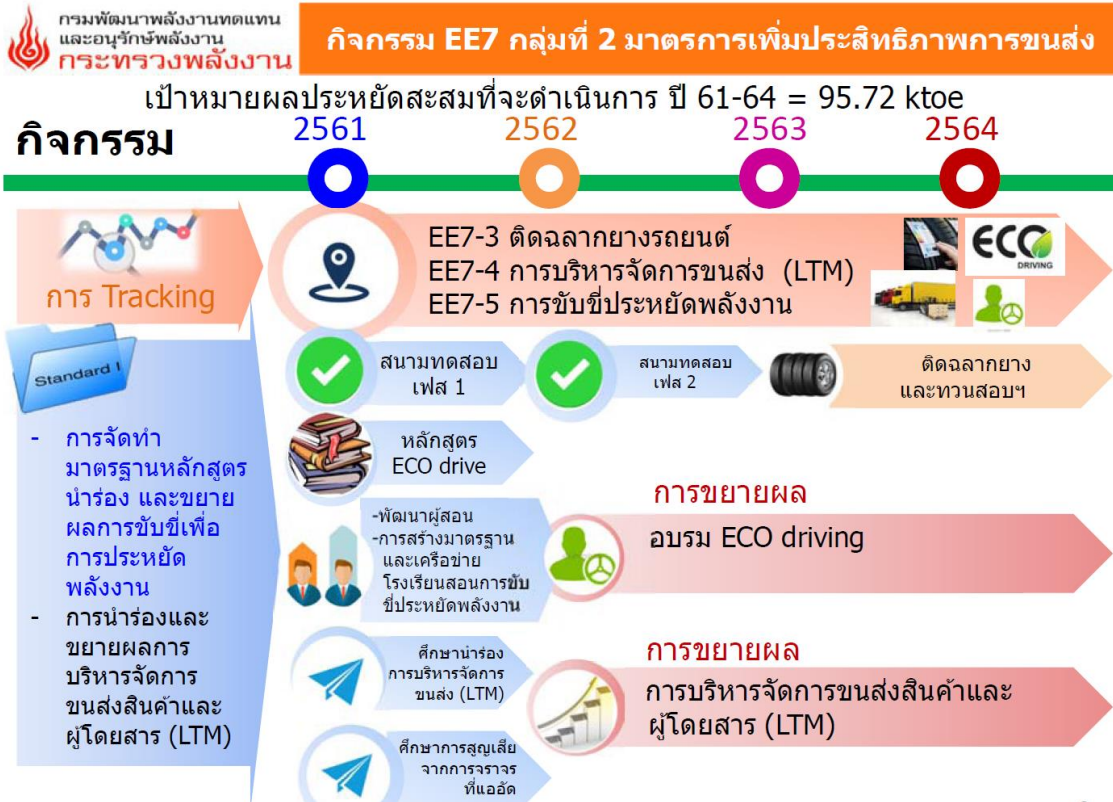 กรมพัฒนาพลังงานทดแทน
และอนุรักษ์พลังงาน
กระทรวงพลังงาน
กิจกรรม EE7 กลุ่มที่ 2 มาตรการเพิ่มประสิทธิภาพการขนส่ง
เป้าหมายผลประหยัดสะสมที่จะดำเนินการ ปี 61-64 = 95.72 ktoe
กิจกรรม
2561
2562
2563
2564
การ Tracking
EE7-3 ติดฉลากยางรถยนต์
EE7-4 การบริหารจัดการขนส่ง (LTM)
EE7-5 การขับขี่ประหยัดพลังงาน
ECO
DRIVING
Standard
สนามทดสอบ
เฟส 1
สนามทดสอบ
เฟส 2
ติดฉลากยาง
และทวนสอบฯ
- การจัดทำ
มาตรฐานหลักสูตร
นำร่อง และขยาย
ผลการขับขี่เพื่อ
การประหยัด
พลังงาน
- การนำร่องและ
ขยายผลการ
บริหารจัดการ
ขนส่งสินค้าและ
ผู้โดยสาร (LTM)
หลักสูตร
ECO drive
-พัฒนาผู้สอน
-การสร้างมาตรฐาน
และเครือข่าย
โรงเรียนสอนการขับ
ขี่ประหยัดพลังงาน
การขยายผล
อบรม ECO driving
ศึกษานำร่อง
การบริหารจัดการ
ขนส่ง (LTM)
การขยายผล
การบริหารจัดการขนส่งสินค้าและ
ผู้โดยสาร (LTM)
ศึกษาการสูญเสีย
จากการจราจร
ที่แออัด